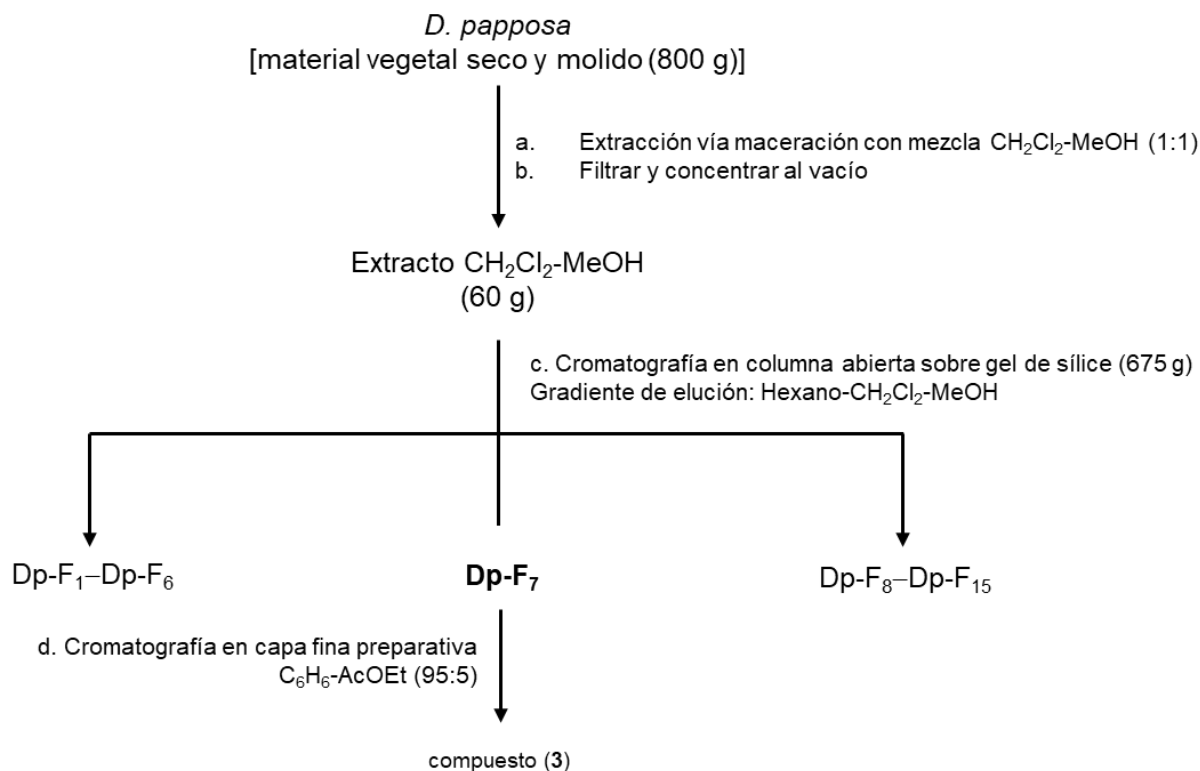 D. papposa
[material vegetal seco y molido (800 g)]
a. Extracción vía maceración con mezcla CH₂Cl₂-MeOH (1:1)
b. Filtrar y concentrar al vacío
Extracto CH₂Cl₂-MeOH
(60 g)
c. Cromatografía en columna abierta sobre gel de sílice (675 g)
Gradiente de elución: Hexano-CH₂Cl₂-MeOH
Dp-F₁–Dp-F₆ Dp-F₇ Dp-F₈–Dp-F₁₅
d. Cromatografía en capa fina preparativa
C₆H₆-AcOEt (95:5)
compuesto (3)